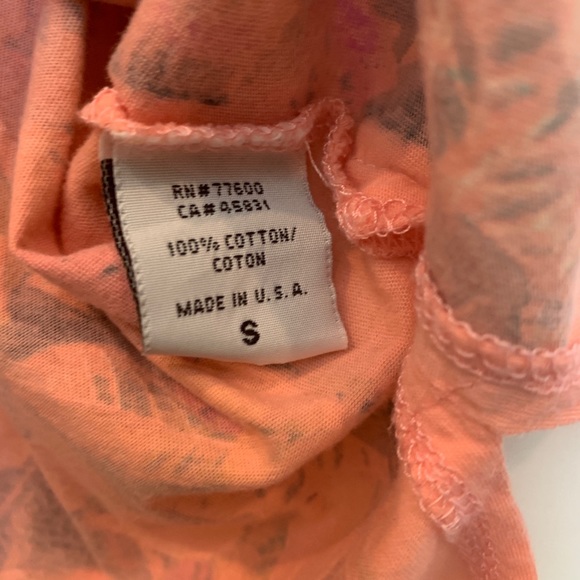 RN#77600
CA#45831
100% COTTON/
COTON
MADE IN U.S.A.
S